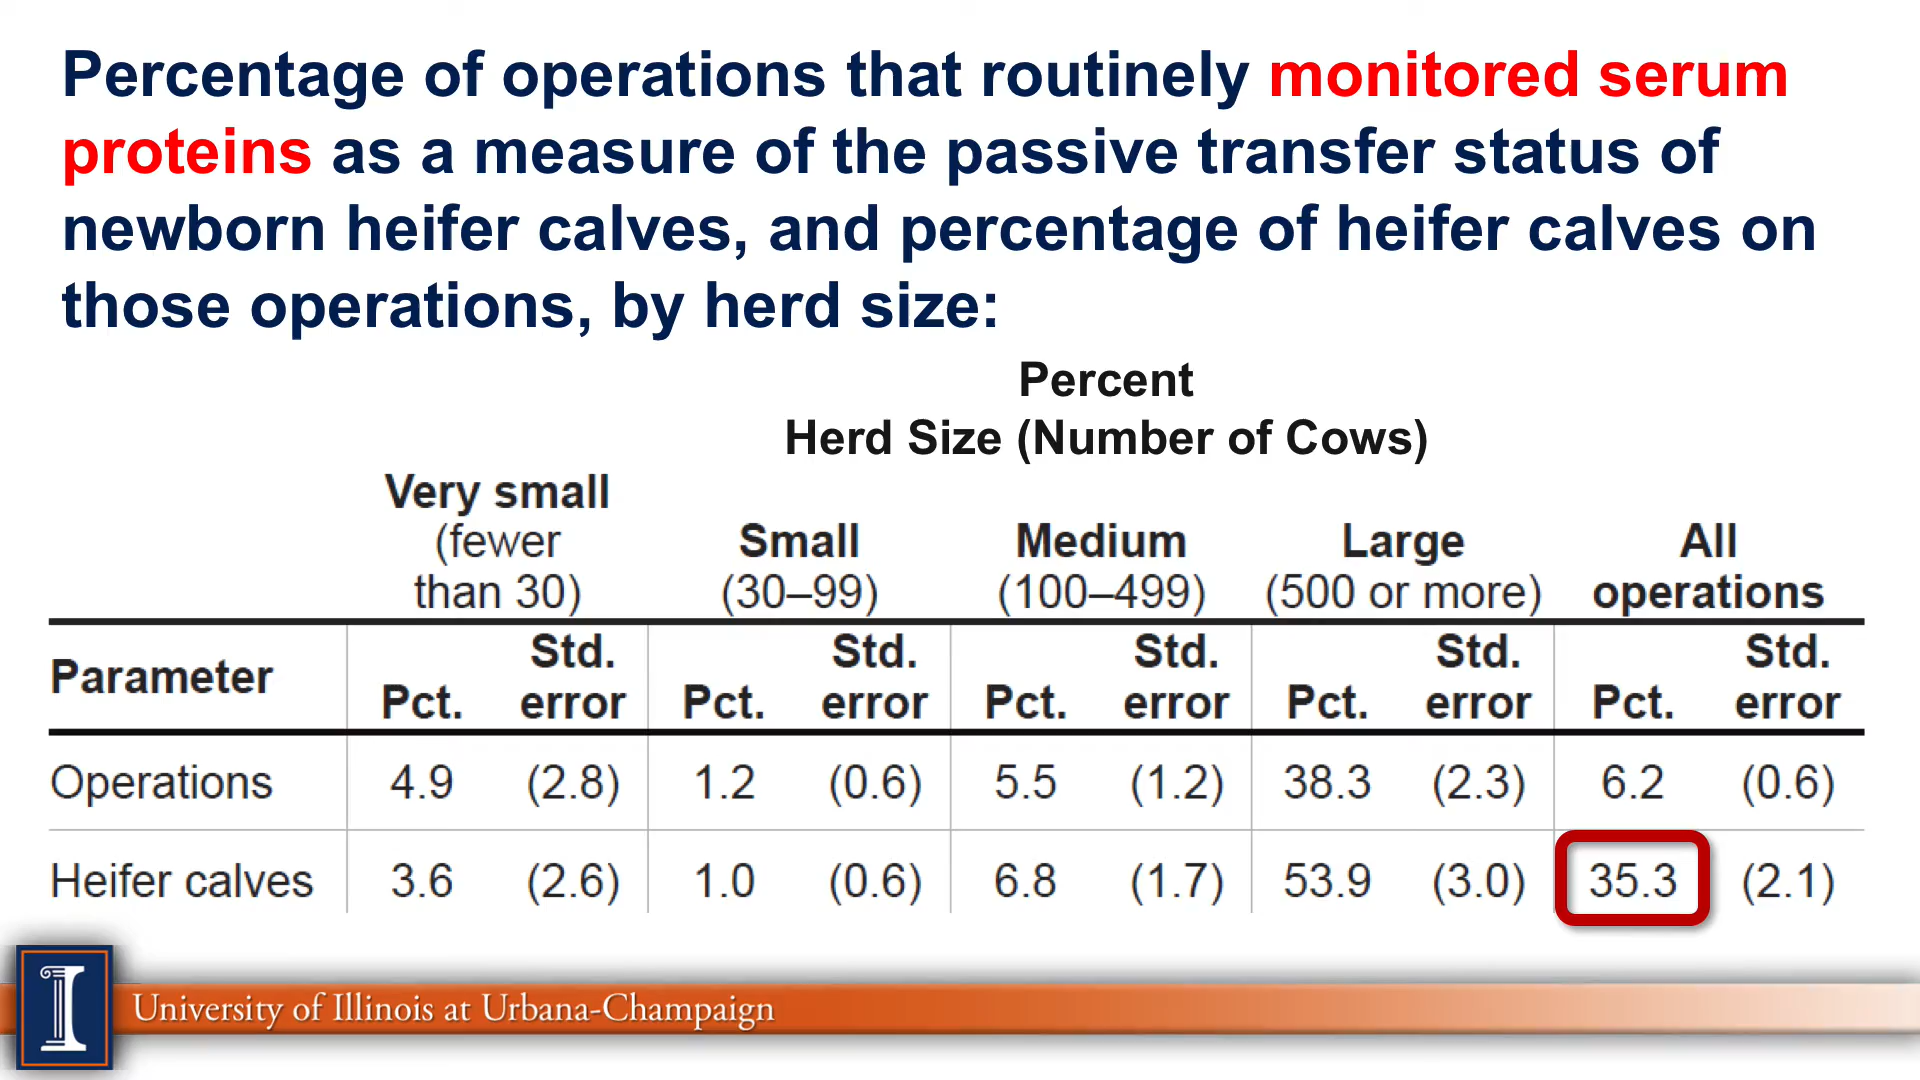 Percentage of operations that routinely monitored serum
proteins as a measure of the passive transfer status of
newborn heifer calves, and percentage of heifer calves on
those operations, by herd size:
Percent
Herd Size (Number of Cows)
Very small
(fewer Small Medium Large All
than 30) (30–99) (100–499) (500 or more) operations
Std. Std. Std. Std. Std.
Parameter
Pct. error Pct. error Pct. error Pct. error Pct. error
Operations 4.9 (2.8) 1.2 (0.6) 5.5 (1.2) 38.3 (2.3) 6.2 (0.6)
Heifer calves 3.6 (2.6) 1.0 (0.6) 6.8 (1.7) 53.9 (3.0) 35.3 (2.1)
I
University of Illinois at Urbana-Champaign